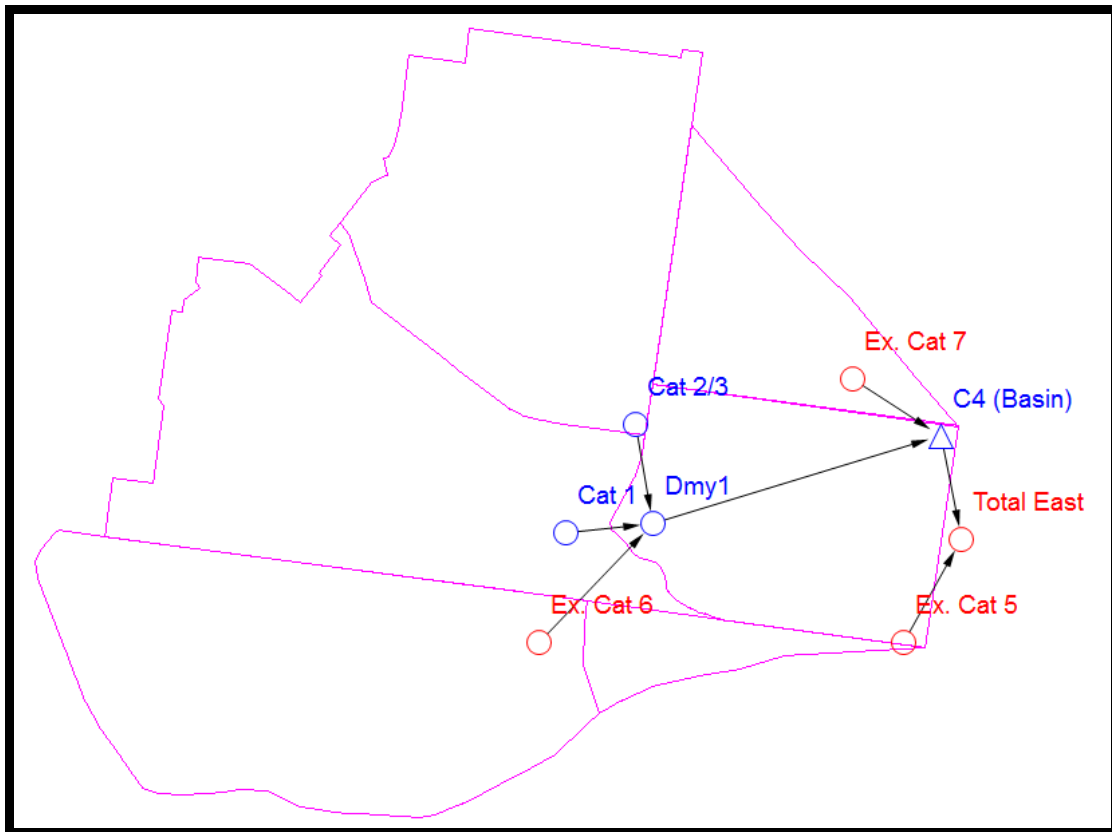 Ex. Cat 7
Cat 2/3
C4 (Basin)
Cat 1
Dmy1
Total East
Ex. Cat 6
Ex. Cat 5